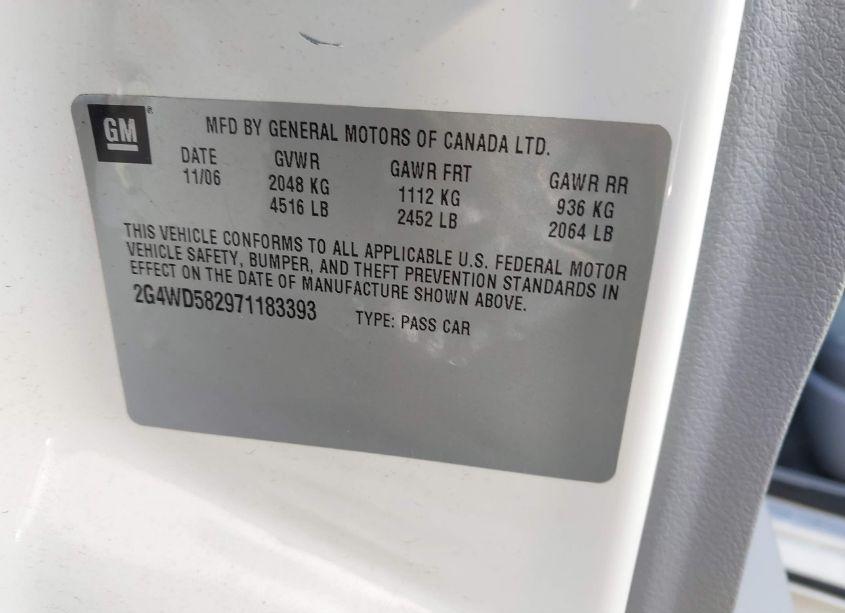 GM ®
MFD BY GENERAL MOTORS OF CANADA LTD.
DATE GVWR GAWR FRT GAWR RR
11/06 2048 KG 1112 KG 936 KG
4516 LB 2452 LB 2064 LB
THIS VEHICLE CONFORMS TO ALL APPLICABLE U.S. FEDERAL MOTOR
VEHICLE SAFETY, BUMPER, AND THEFT PREVENTION STANDARDS IN
EFFECT ON THE DATE OF MANUFACTURE SHOWN ABOVE.
2G4WD582971183393 TYPE: PASS CAR